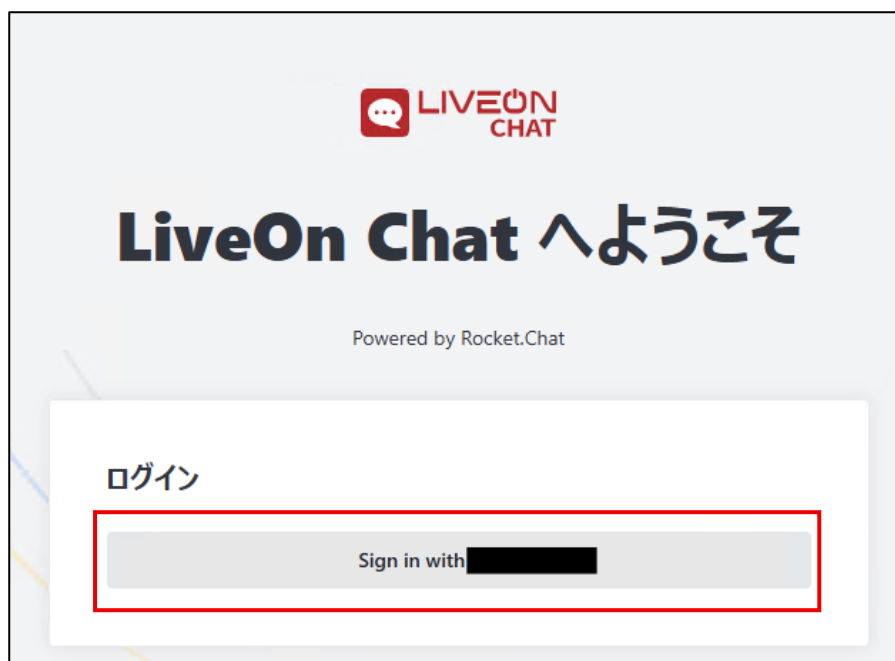 LIVEON
CHAT
LiveOn Chat へようこそ
Powered by Rocket.Chat
ログイン
Sign in with